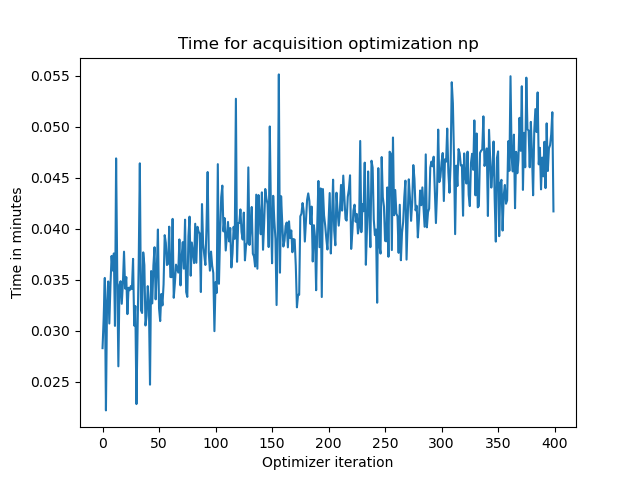 Time for acquisition optimization np
Time in minutes
0.055
0.050
0.045
0.040
0.035
0.030
0.025
0 50 100 150 200 250 300 350 400
Optimizer iteration